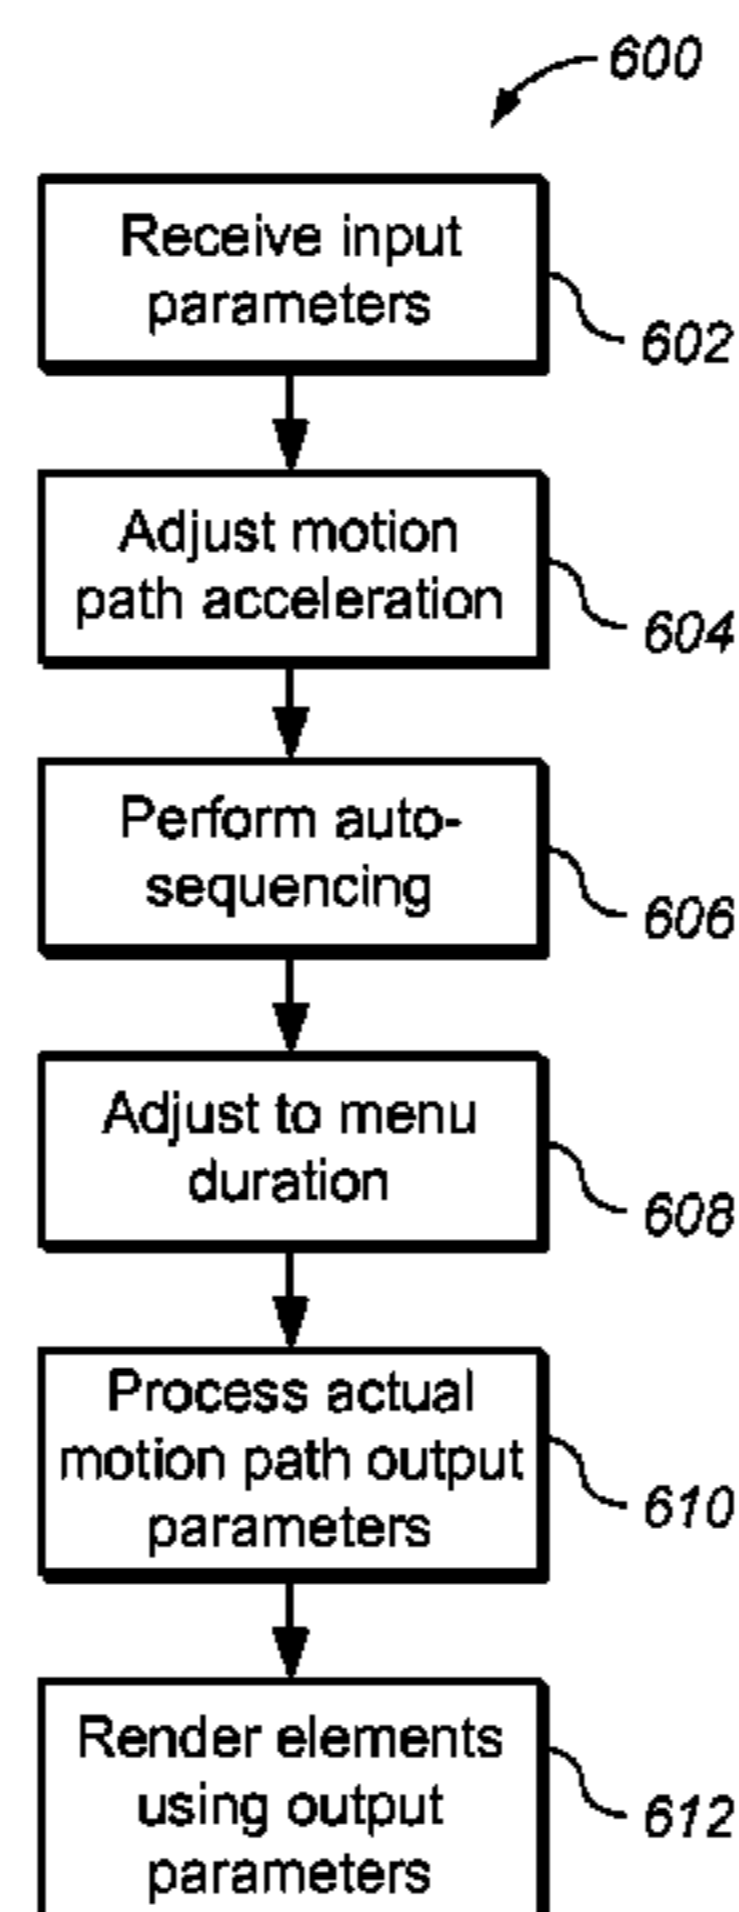 600
Receive input
parameters
602
Adjust motion
path acceleration
604
Perform auto-
sequencing
606
Adjust to menu
duration
608
Process actual
motion path output
parameters
610
Render elements
using output
parameters
612